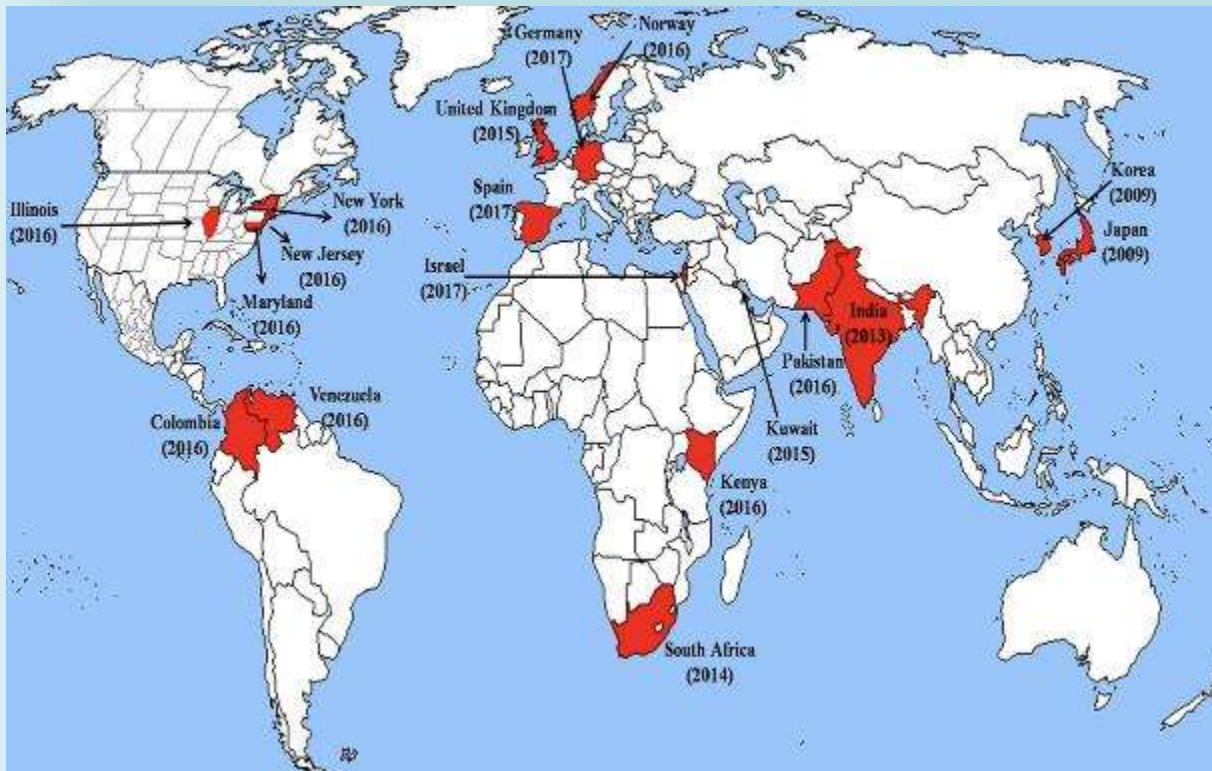 Norway
(2016)
Germany
(2017)
United Kingdom
(2015)
Spain
(2017)
Korea
(2009)
Japan
(2009)
Illinois
(2016)
New York
(2016)
New Jersey
(2016)
Maryland
(2016)
Israel
(2017)
India
(2013)
Pakistan
(2016)
Kuwait
(2015)
Venezuela
(2016)
Colombia
(2016)
Kenya
(2016)
South Africa
(2014)